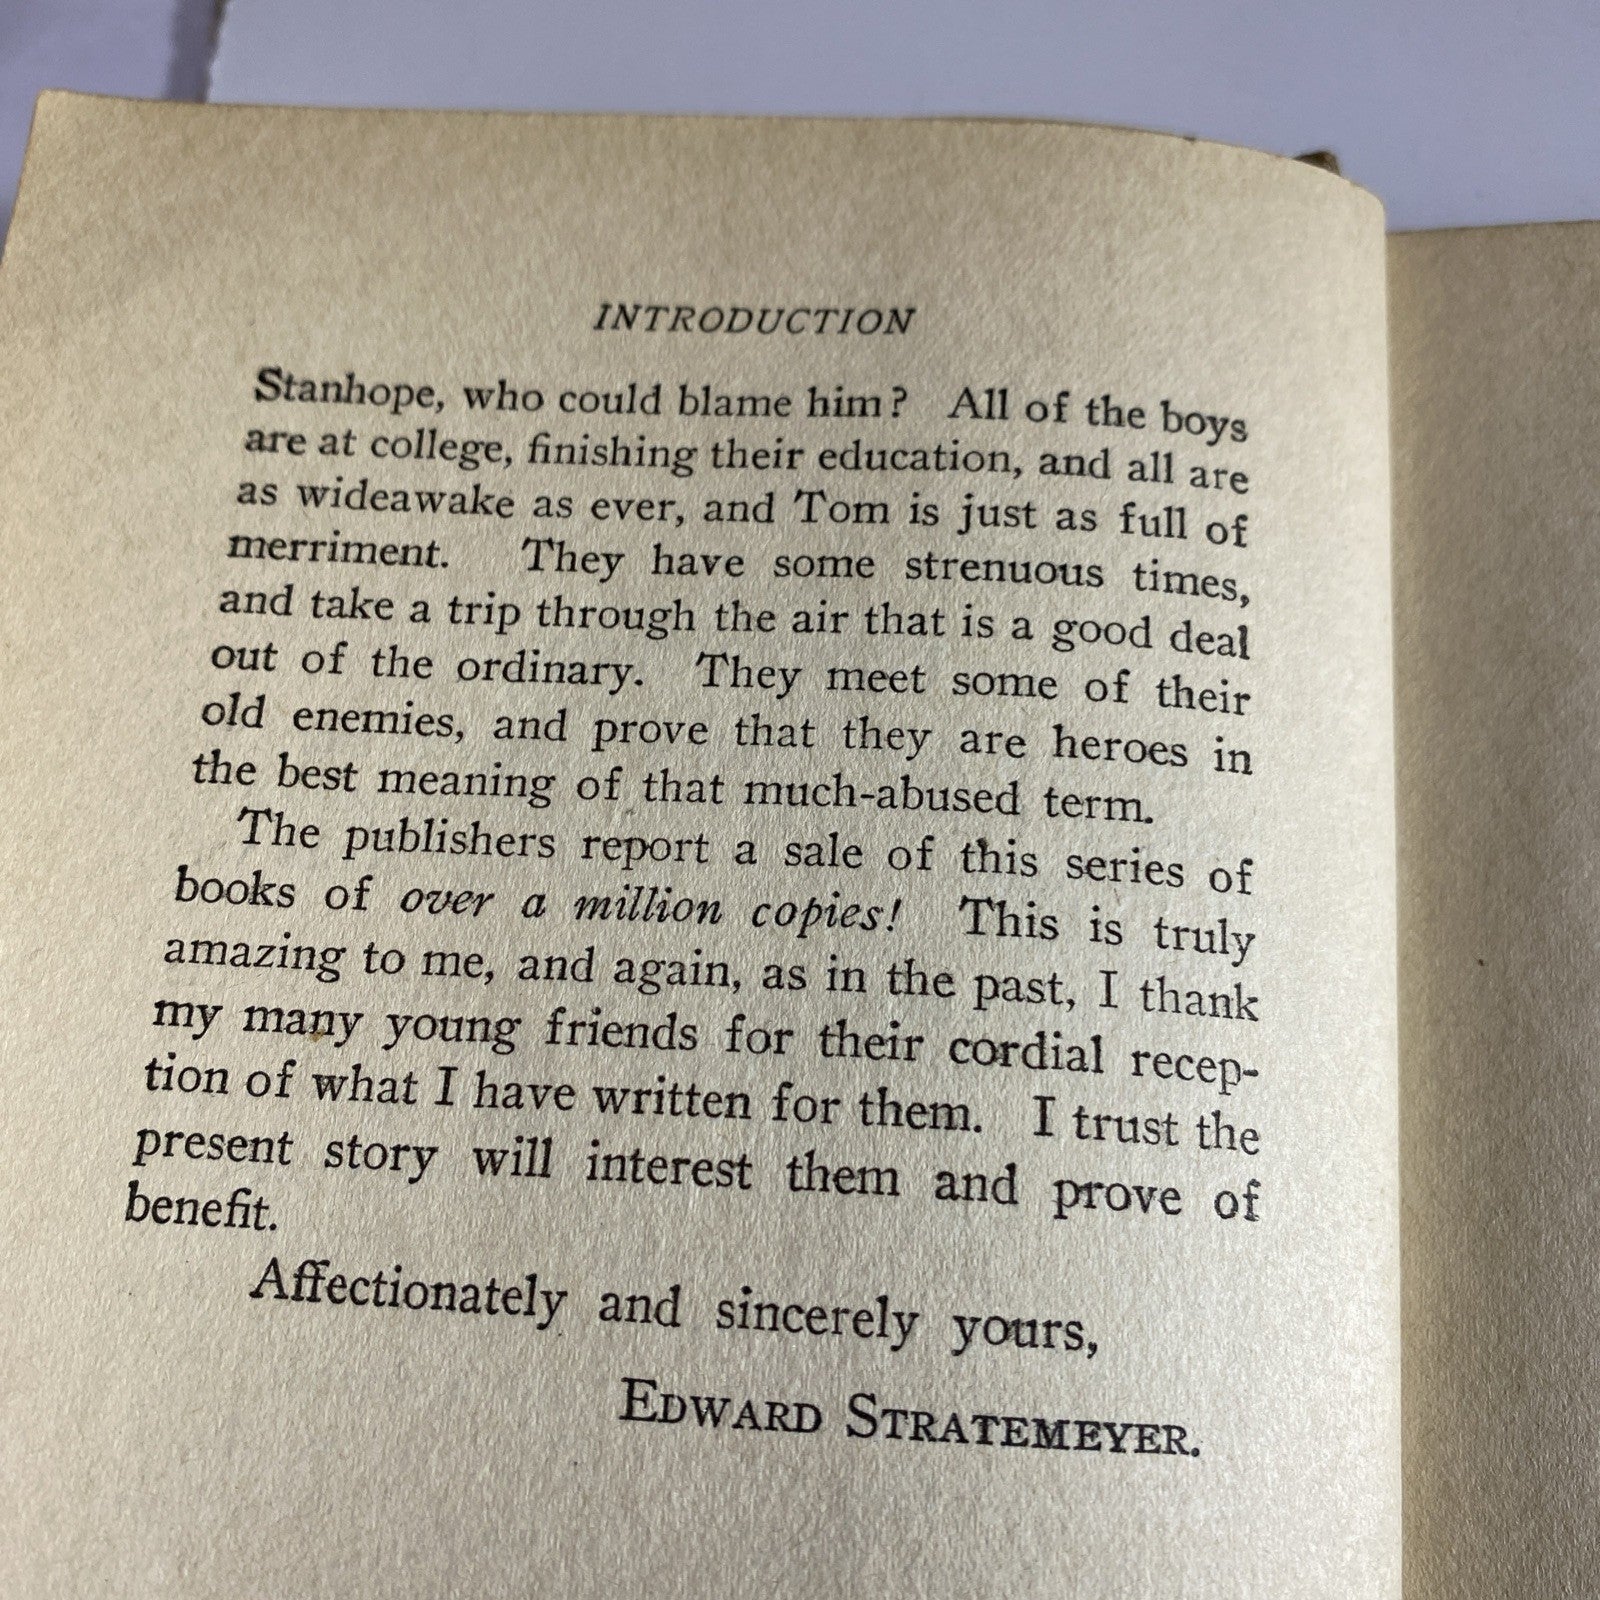 INTRODUCTION
Stanhope, who could blame him? All of the boys
are at college, finishing their education, and all are
as wideawake as ever, and Tom is just as full of
merriment. They have some strenuous times,
and take a trip through the air that is a good deal
out of the ordinary. They meet some of their
old enemies, and prove that they are heroes in
the best meaning of that much-abused term.
The publishers report a sale of this series of
books of over a million copies! This is truly
amazing to me, and again, as in the past, I thank
my many young friends for their cordial recep-
tion of what I have written for them. I trust the
present story will interest them and prove of
benefit.
Affectionately and sincerely yours,
EDWARD STRATEMEYER.